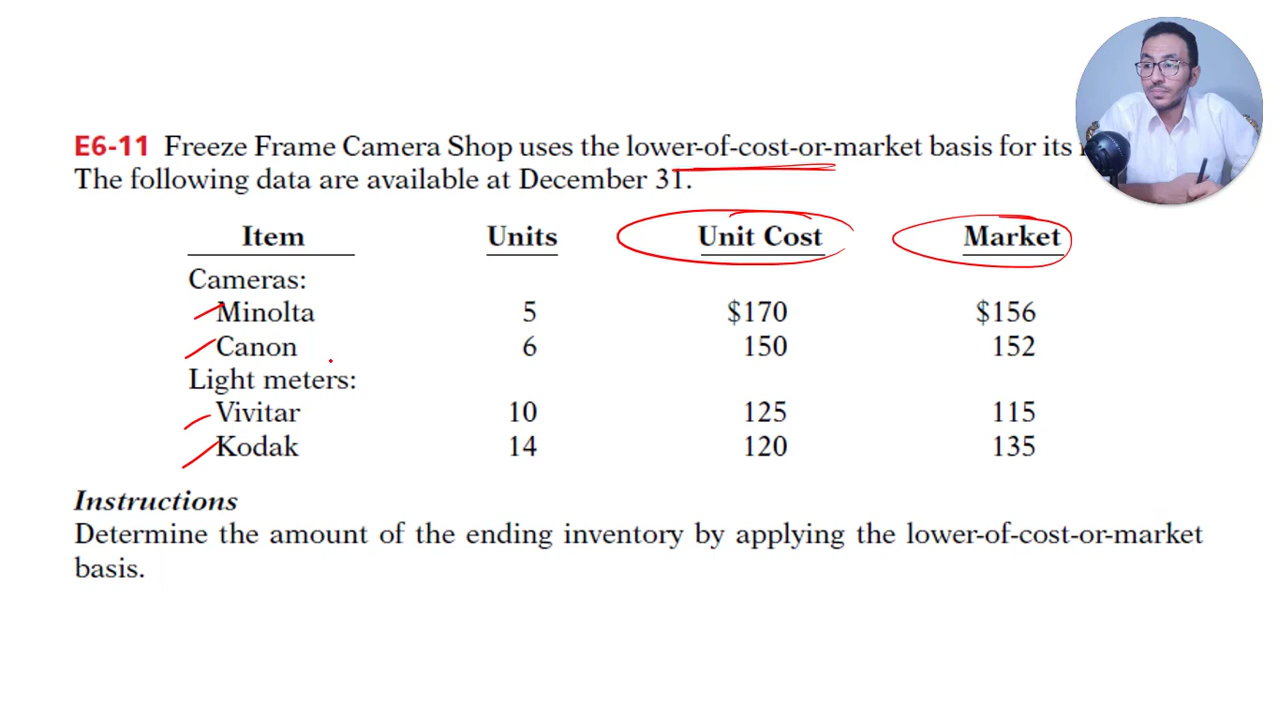 E6-11 Freeze Frame Camera Shop uses the lower-of-cost-or-market basis for its
The following data are available at December 31.
Item Units Unit Cost Market
Cameras:
Minolta 5 $170 $156
Canon 6 150 152
Light meters:
Vivitar 10 125 115
Kodak 14 120 135
Instructions
Determine the amount of the ending inventory by applying the lower-of-cost-or-market
basis.